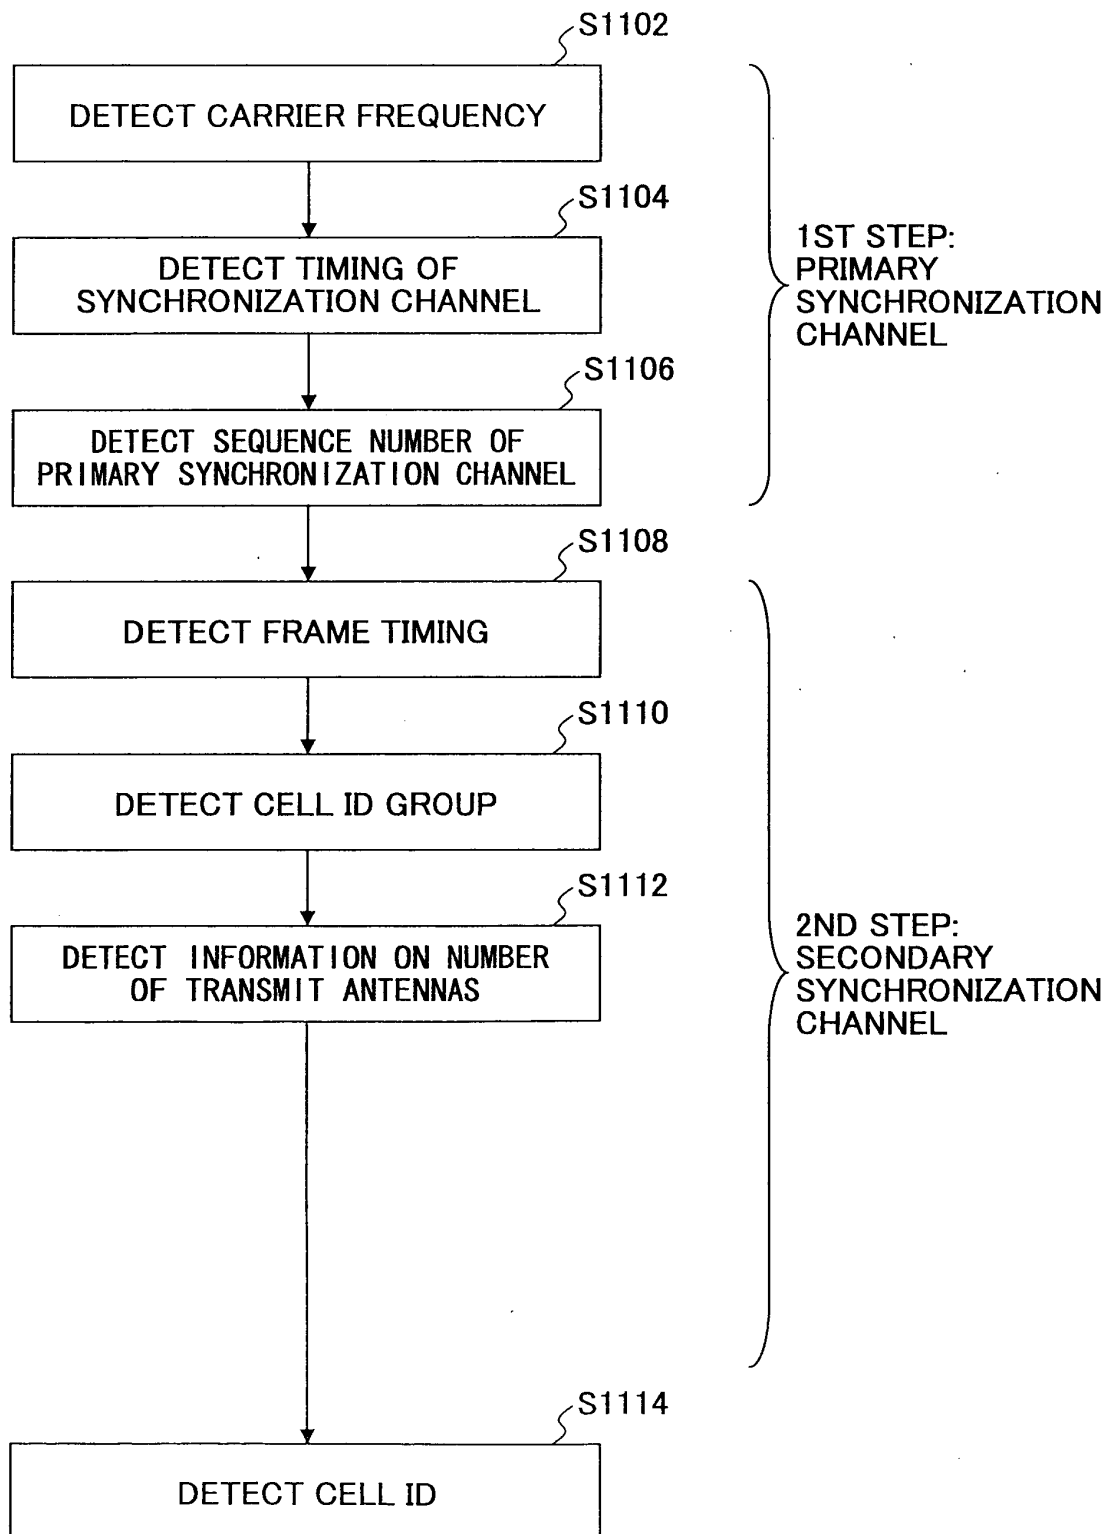 S1102
DETECT CARRIER FREQUENCY
S1104
DETECT TIMING OF
SYNCHRONIZATION CHANNEL
1ST STEP:
PRIMARY
SYNCHRONIZATION
CHANNEL
S1106
DETECT SEQUENCE NUMBER OF
PRIMARY SYNCHRONIZATION CHANNEL
S1108
DETECT FRAME TIMING
S1110
DETECT CELL ID GROUP
S1112
DETECT INFORMATION ON NUMBER
OF TRANSMIT ANTENNAS
2ND STEP:
SECONDARY
SYNCHRONIZATION
CHANNEL
S1114
DETECT CELL ID